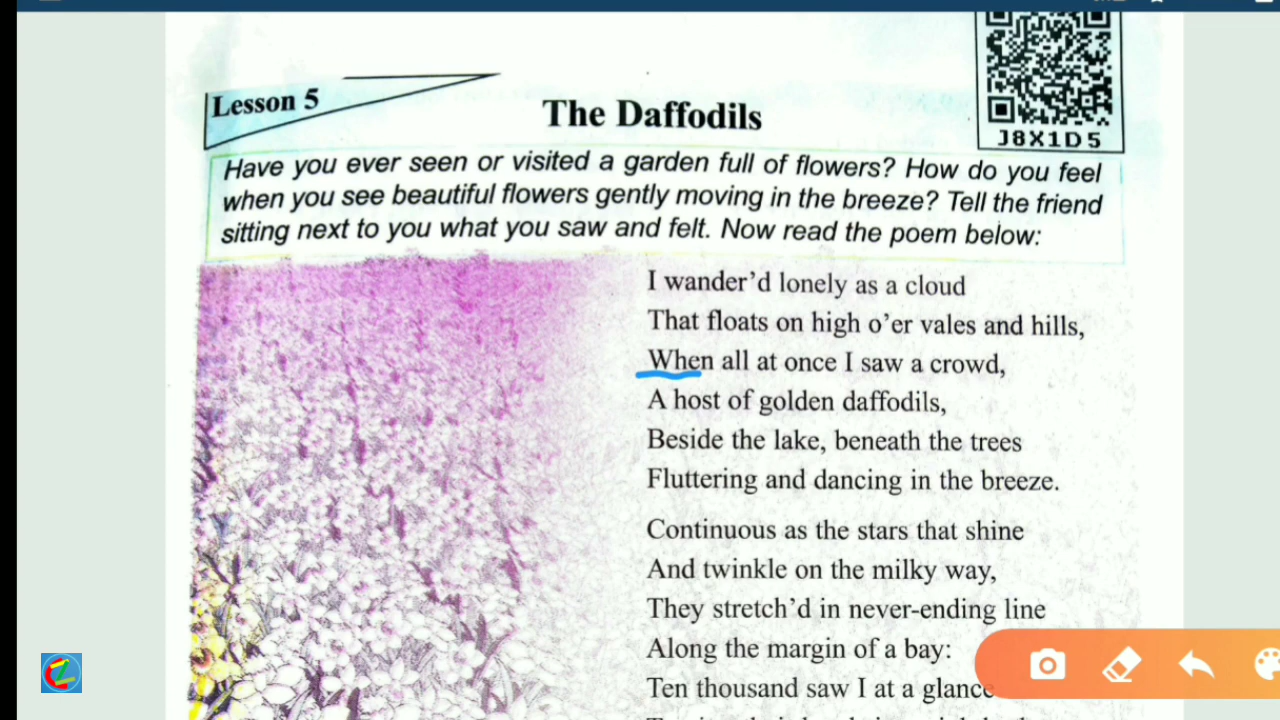 J8X1D5
Lesson 5
The Daffodils
Have you ever seen or visited a garden full of flowers? How do you feel
when you see beautiful flowers gently moving in the breeze? Tell the friend
sitting next to you what you saw and felt. Now read the poem below:
I wander’d lonely as a cloud
That floats on high o’er vales and hills,
When all at once I saw a crowd,
A host of golden daffodils,
Beside the lake, beneath the trees
Fluttering and dancing in the breeze.
Continuous as the stars that shine
And twinkle on the milky way,
They stretch’d in never-ending line
Along the margin of a bay:
Ten thousand saw I at a glance